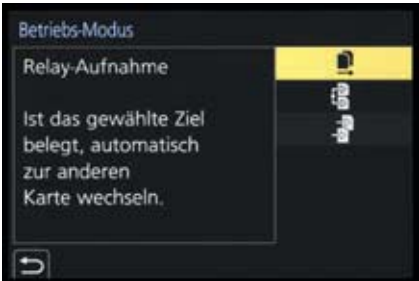 Betriebs-Modus
Relay-Aufnahme
Ist das gewählte Ziel
belegt, automatisch
zur anderen
Karte wechseln.